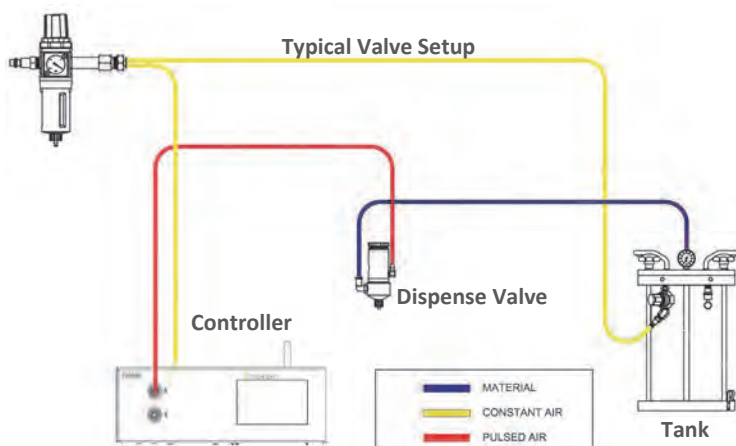 Typical Valve Setup
Dispense Valve
Controller
MATERIAL
CONSTANT AIR
PULSED AIR
Tank